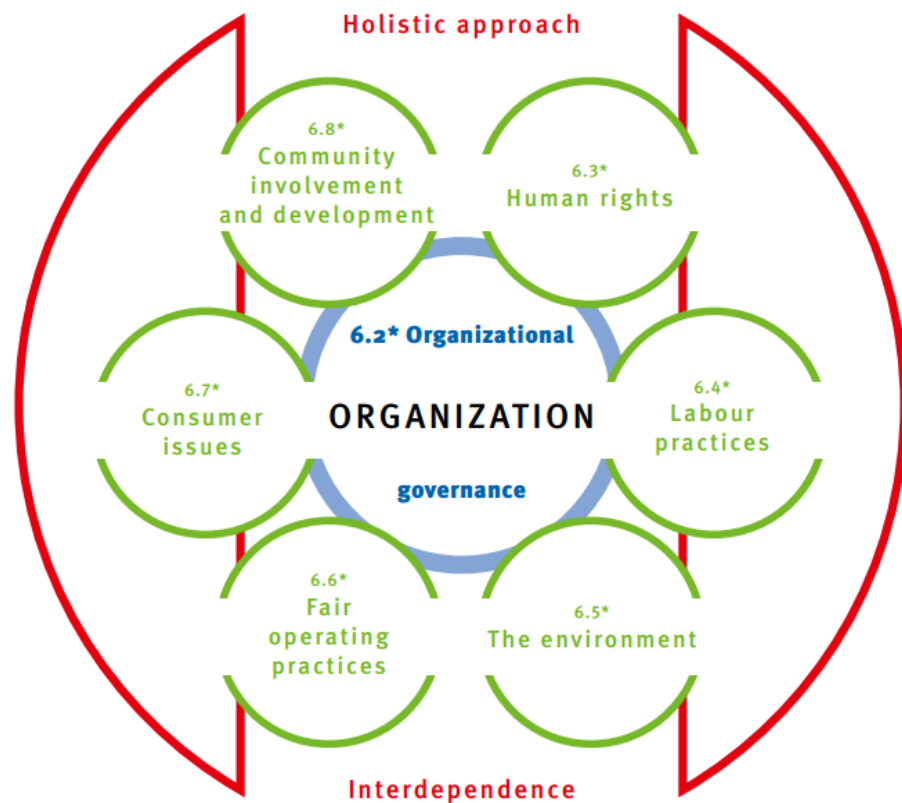 Holistic approach
6.8*
Community
involvement
and development
6.3*
Human rights
6.2* Organizational
ORGANIZATION
governance
6.7*
Consumer
issues
6.4*
Labour
practices
6.6*
Fair
operating
practices
6.5*
The environment
Interdependence